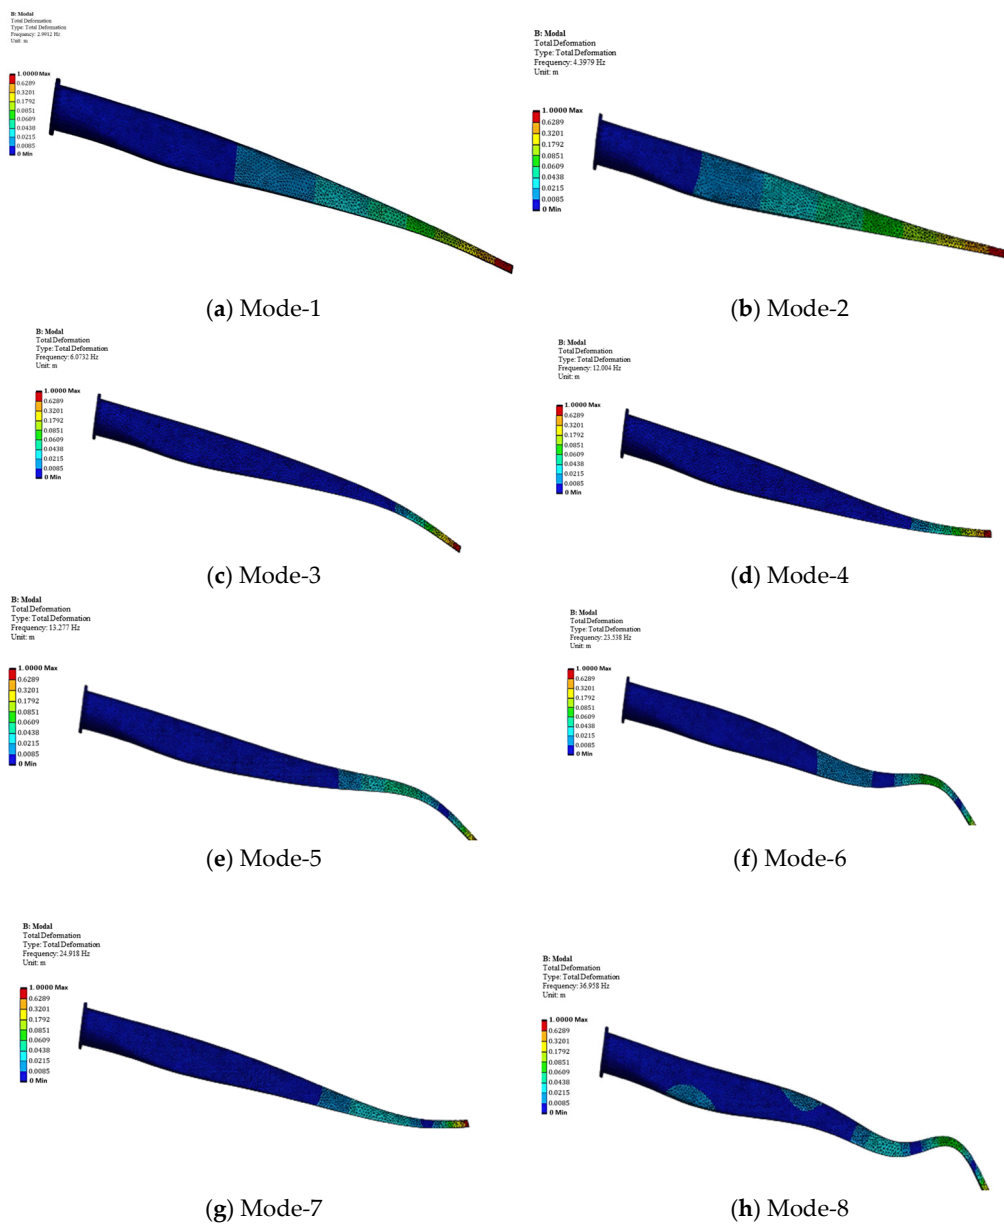 B: Modal
Total Deformation
Type: Total Deformation
Frequency: 2.9912 Hz
Unit: m
1.0000 Max
0.6289
0.3201
0.1792
0.0851
0.0609
0.0438
0.0215
0.0085
0 Min
(a) Mode-1
B: Modal
Total Deformation
Type: Total Deformation
Frequency: 4.3979 Hz
Unit: m
1.0000 Max
0.6289
0.3201
0.1792
0.0851
0.0609
0.0438
0.0215
0.0085
0 Min
(b) Mode-2
B: Modal
Total Deformation
Type: Total Deformation
Frequency: 6.0732 Hz
Unit: m
1.0000 Max
0.6289
0.3201
0.1792
0.0851
0.0609
0.0438
0.0215
0.0085
0 Min
(c) Mode-3
B: Modal
Total Deformation
Type: Total Deformation
Frequency: 12.004 Hz
Unit: m
1.0000 Max
0.6289
0.3201
0.1792
0.0851
0.0609
0.0438
0.0215
0.0085
0 Min
(d) Mode-4
B: Modal
Total Deformation
Type: Total Deformation
Frequency: 13.277 Hz
Unit: m
1.0000 Max
0.6289
0.3201
0.1792
0.0851
0.0609
0.0438
0.0215
0.0085
0 Min
(e) Mode-5
B: Modal
Total Deformation
Type: Total Deformation
Frequency: 23.538 Hz
Unit: m
1.0000 Max
0.6289
0.3201
0.1792
0.0851
0.0609
0.0438
0.0215
0.0085
0 Min
(f) Mode-6
B: Modal
Total Deformation
Type: Total Deformation
Frequency: 24.918 Hz
Unit: m
1.0000 Max
0.6289
0.3201
0.1792
0.0851
0.0609
0.0438
0.0215
0.0085
0 Min
(g) Mode-7
B: Modal
Total Deformation
Type: Total Deformation
Frequency: 36.958 Hz
Unit: m
1.0000 Max
0.6289
0.3201
0.1792
0.0851
0.0609
0.0438
0.0215
0.0085
0 Min
(h) Mode-8